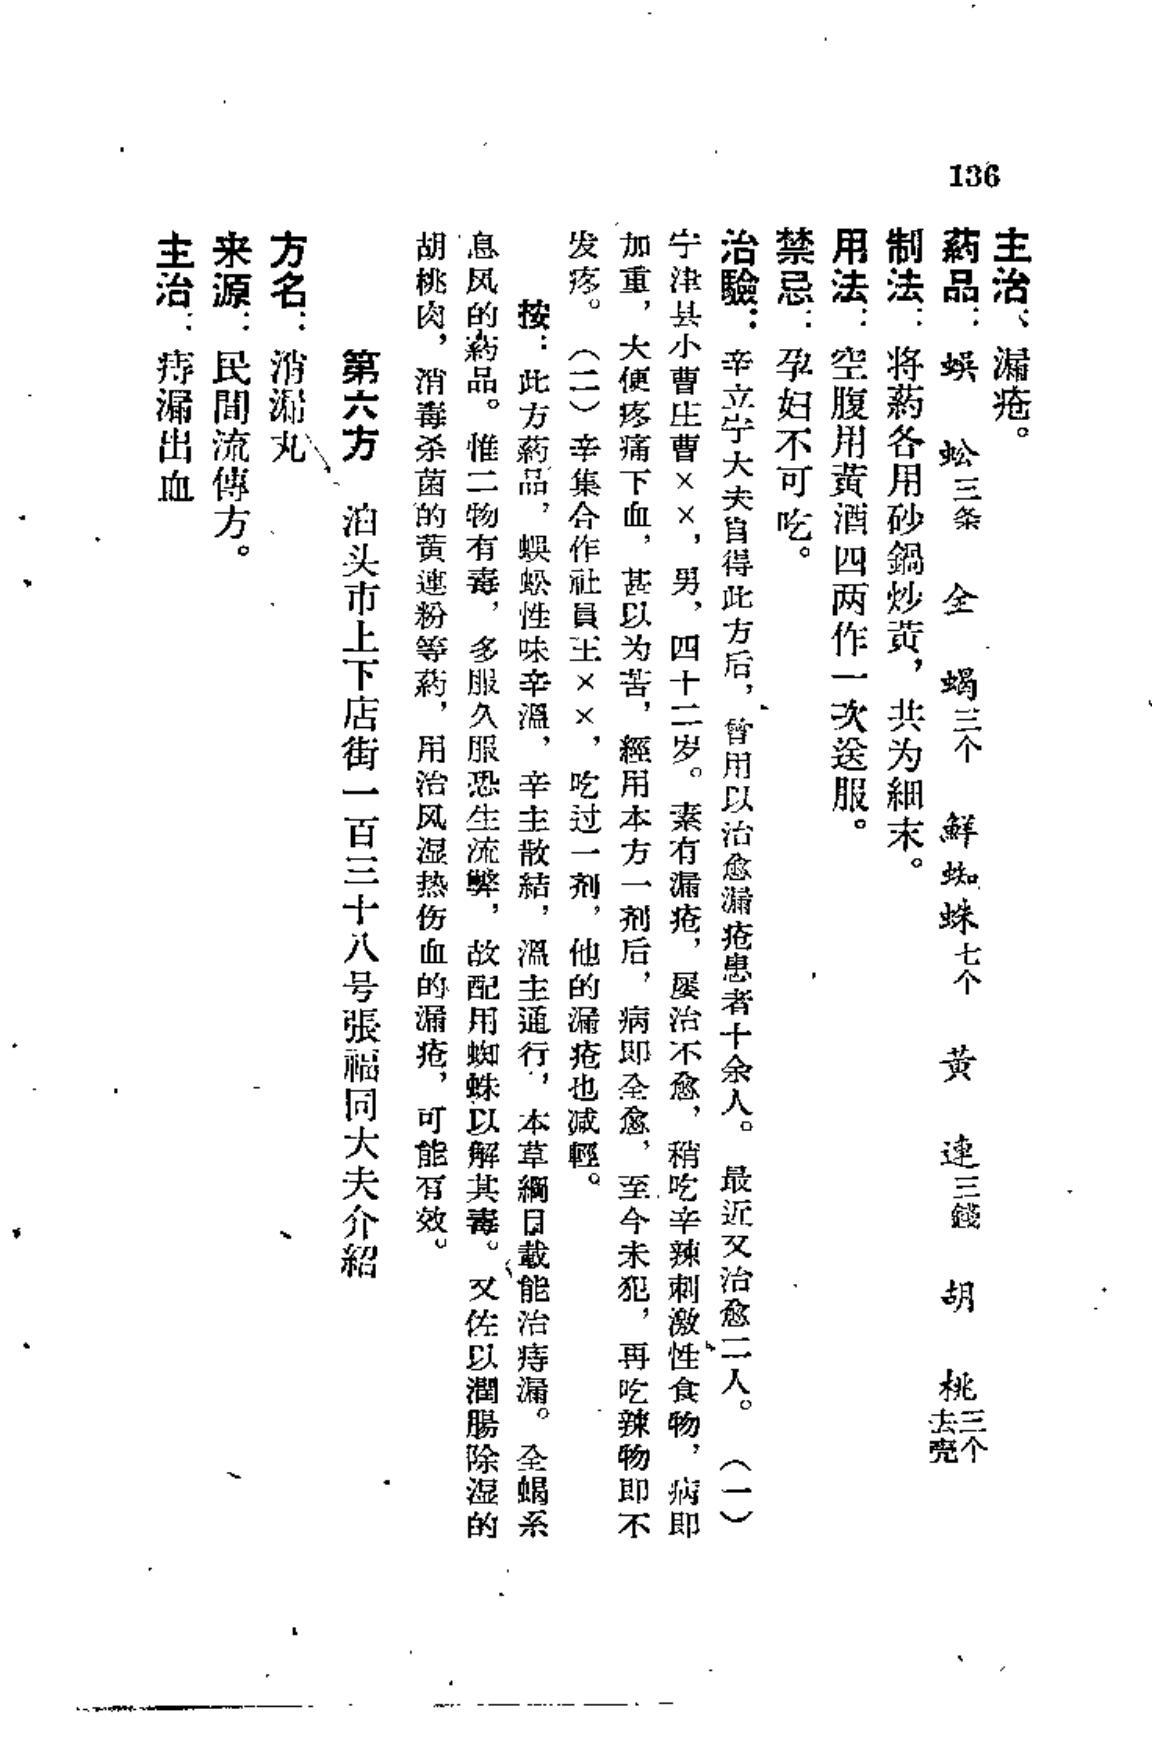 136
主治：漏疮。
葯品：蜈蚣三条 全蝎三个 鮮蜘蛛七个 黄連三錢 胡桃三个去壳
制法：将葯各用砂鍋炒黄，共为細末。
用法：空腹用黄酒四两作一次送服。
禁忌：孕妇不可吃。
治驗：辛立宁大夫自得此方后，曾用以治愈漏疮患者十余人。最近又治愈二人。（一）
宁津县小曹庄曹××，男，四十二岁。素有漏疮，屡治不愈，稍吃辛辣刺激性食物，病即
加重，大便疼痛下血，甚以为苦，經用本方一剂后，病即全愈，至今未犯，再吃辣物即不
发疼。（二）辛集合作社員王××，吃过一剂，他的漏疮也减輕。
按：此方葯品，蜈蚣性味辛溫，辛主散結，溫主通行，本草綱目載能治痔漏。全蝎系
息风的葯品。惟二物有毒，多服久服恐生流弊，故配用蜘蛛以解其毒。又佐以潤腸除湿的
胡桃肉，消毒杀菌的黄連粉等葯，用治风湿热伤血的漏疮，可能有效。
第六方 泊头市上下店街一百三十八号張福同大夫介紹
方名：消漏丸
来源：民間流傳方。
主治：痔漏出血